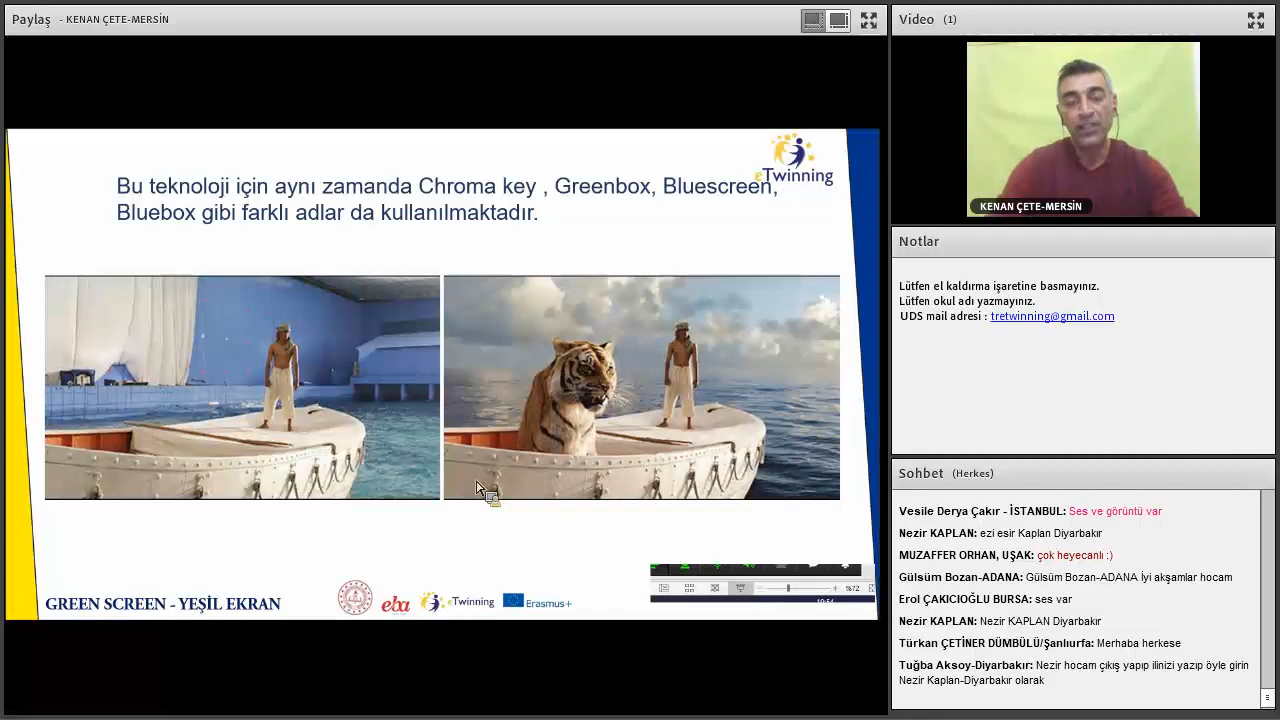 Paylaş - KENAN ÇETE-MERSİN
Bu teknoloji için aynı zamanda Chroma key , Greenbox, Bluescreen,
Bluebox gibi farklı adlar da kullanılmaktadır.
eTwinning
GREEN SCREEN - YEŞİL EKRAN
eba
eTwinning
Erasmus+
%72
Video (1)
KENAN ÇETE-MERSİN
Notlar
Lütfen el kaldırma işaretine basmayınız.
Lütfen okul adı yazmayınız.
UDS mail adresi : tretwinning@gmail.com
Sohbet (Herkes)
Vesile Derya Çakır - İSTANBUL: Ses ve görüntü var
Nezir KAPLAN: ezi esir Kaplan Diyarbakır
MUZAFFER ORHAN, UŞAK: çok heyecanlı :)
Gülsüm Bozan-ADANA: Gülsüm Bozan ADANA İyi akşamlar hocam
Erol ÇAKICIOĞLU BURSA: ses var
Nezir KAPLAN: Nezir KAPLAN Diyarbakır
Türkan ÇETİNER DÜMBÜLÜ/Şanlıurfa: Merhaba herkese
Tuğba Aksoy-Diyarbakır: Nezir hocam çıkış yapıp ilinizi yazıp öyle girin
Nezir Kaplan-Diyarbakır olarak